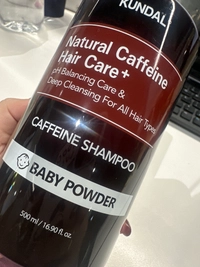 KUNDAL
Natural Caffeine
Hair Care+
pH Balancing Care &
Deep Cleansing For All Hair Types
CAFFEINE SHAMPOO
BABY POWDER
500 ml / 16.90 fl. oz.